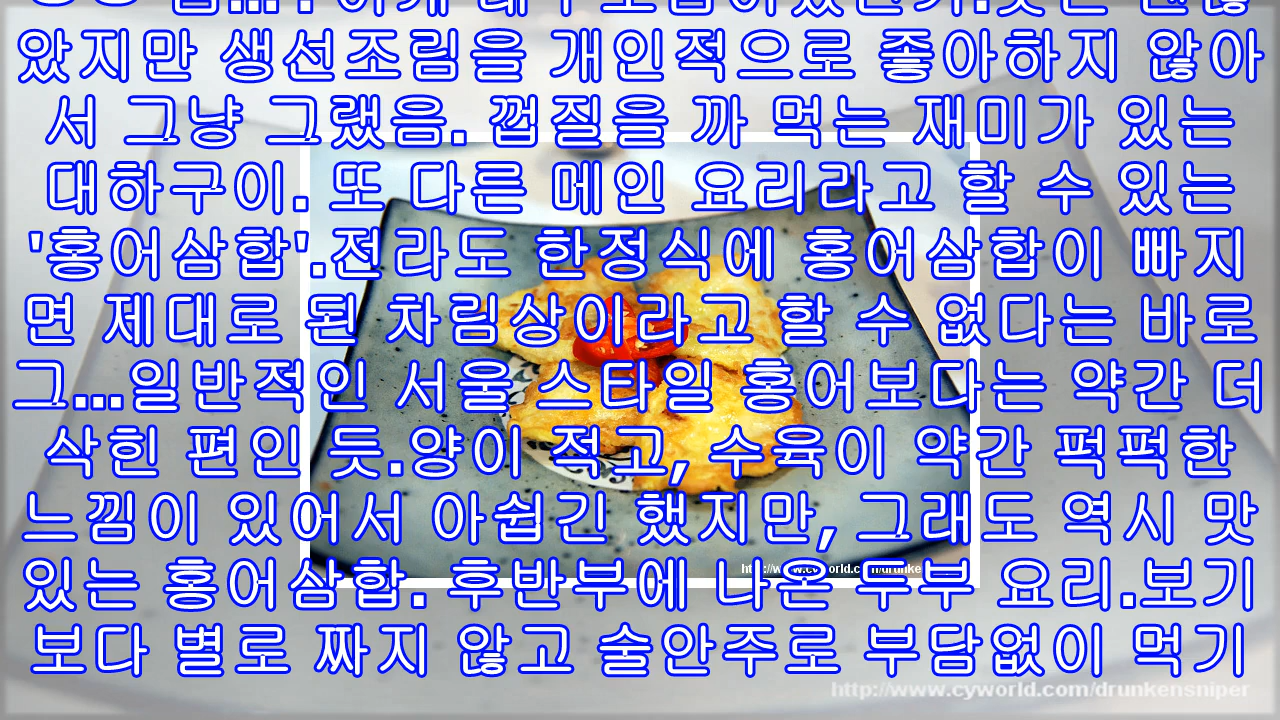 았지만 생선조림을 개인적으로 좋아하지 않아
서 그냥 그랬음. 껍질을 까 먹는 재미가 있는
대하구이. 또 다른 메인 요리라고 할 수 있는
'홍어삼합'.전라도 한정식에 홍어삼합이 빠지
면 제대로 된 차림상이라고 할 수 없다는 바로
그...일반적인 서울 스타일 홍어보다는 약간 더
삭힌 편인 듯.양이 적고, 수육이 약간 퍽퍽한
느낌이 있어서 아쉽긴 했지만, 그래도 역시 맛
있는 홍어삼합. 후반부에 나온 두부 요리.보기
http://www.cyworld.com/drunke
보다 별로 짜지 않고 술안주로 부담없이 먹기
http://www.cyworld.com/drunkensniper